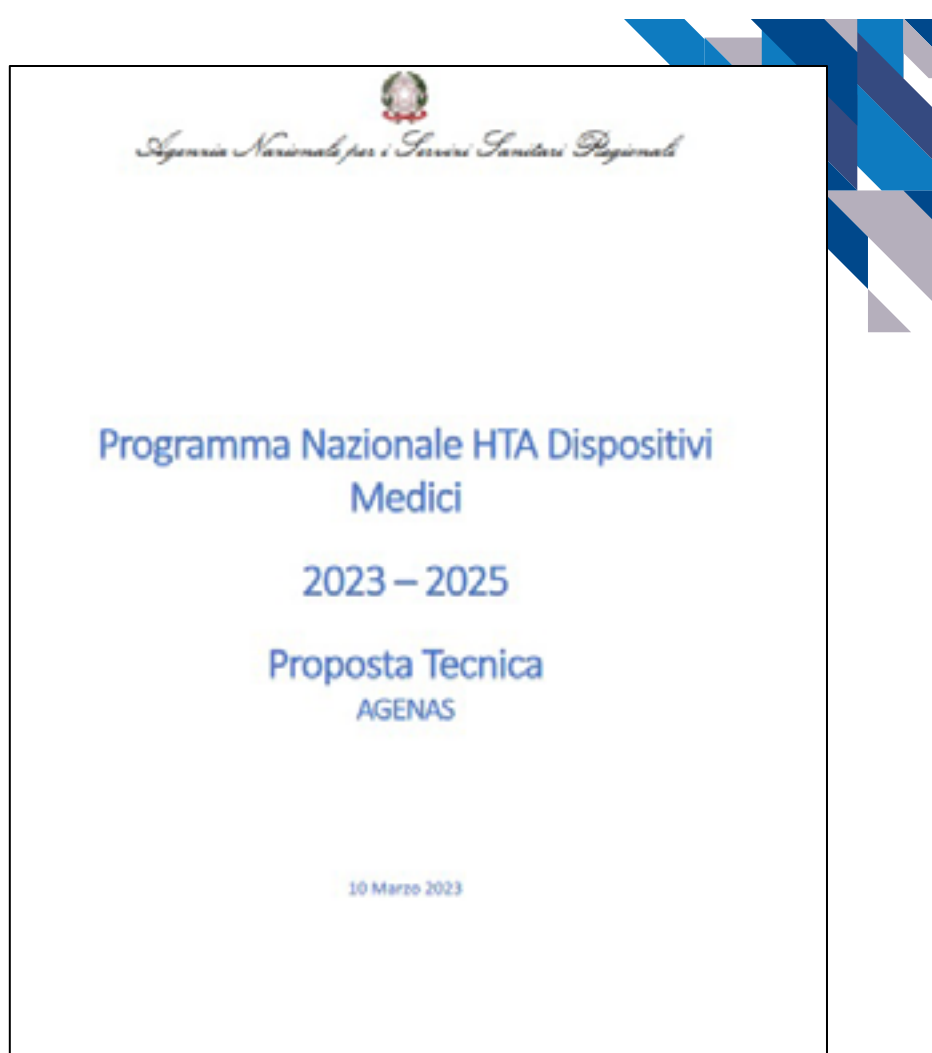 Agenzia Nazionale per i Servizi Sanitari Regionali
Programma Nazionale HTA Dispositivi
Medici
2023 – 2025
Proposta Tecnica
AGENAS
10 Marzo 2023